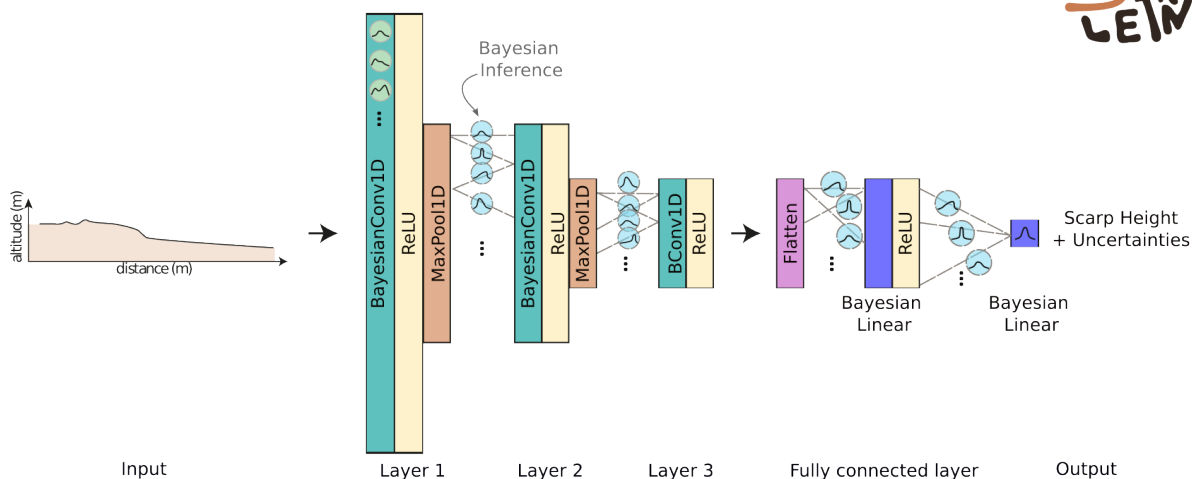 Bayesian
Inference
altitude (m)
distance (m)
BayesianConv1D
ReLU
MaxPool1D
BayesianConv1D
ReLU
MaxPool1D
BConv1D
ReLU
Flatten
ReLU
Bayesian
Linear
Bayesian
Linear
Scarp Height
+ Uncertainties
Input
Layer 1
Layer 2
Layer 3
Fully connected layer
Output